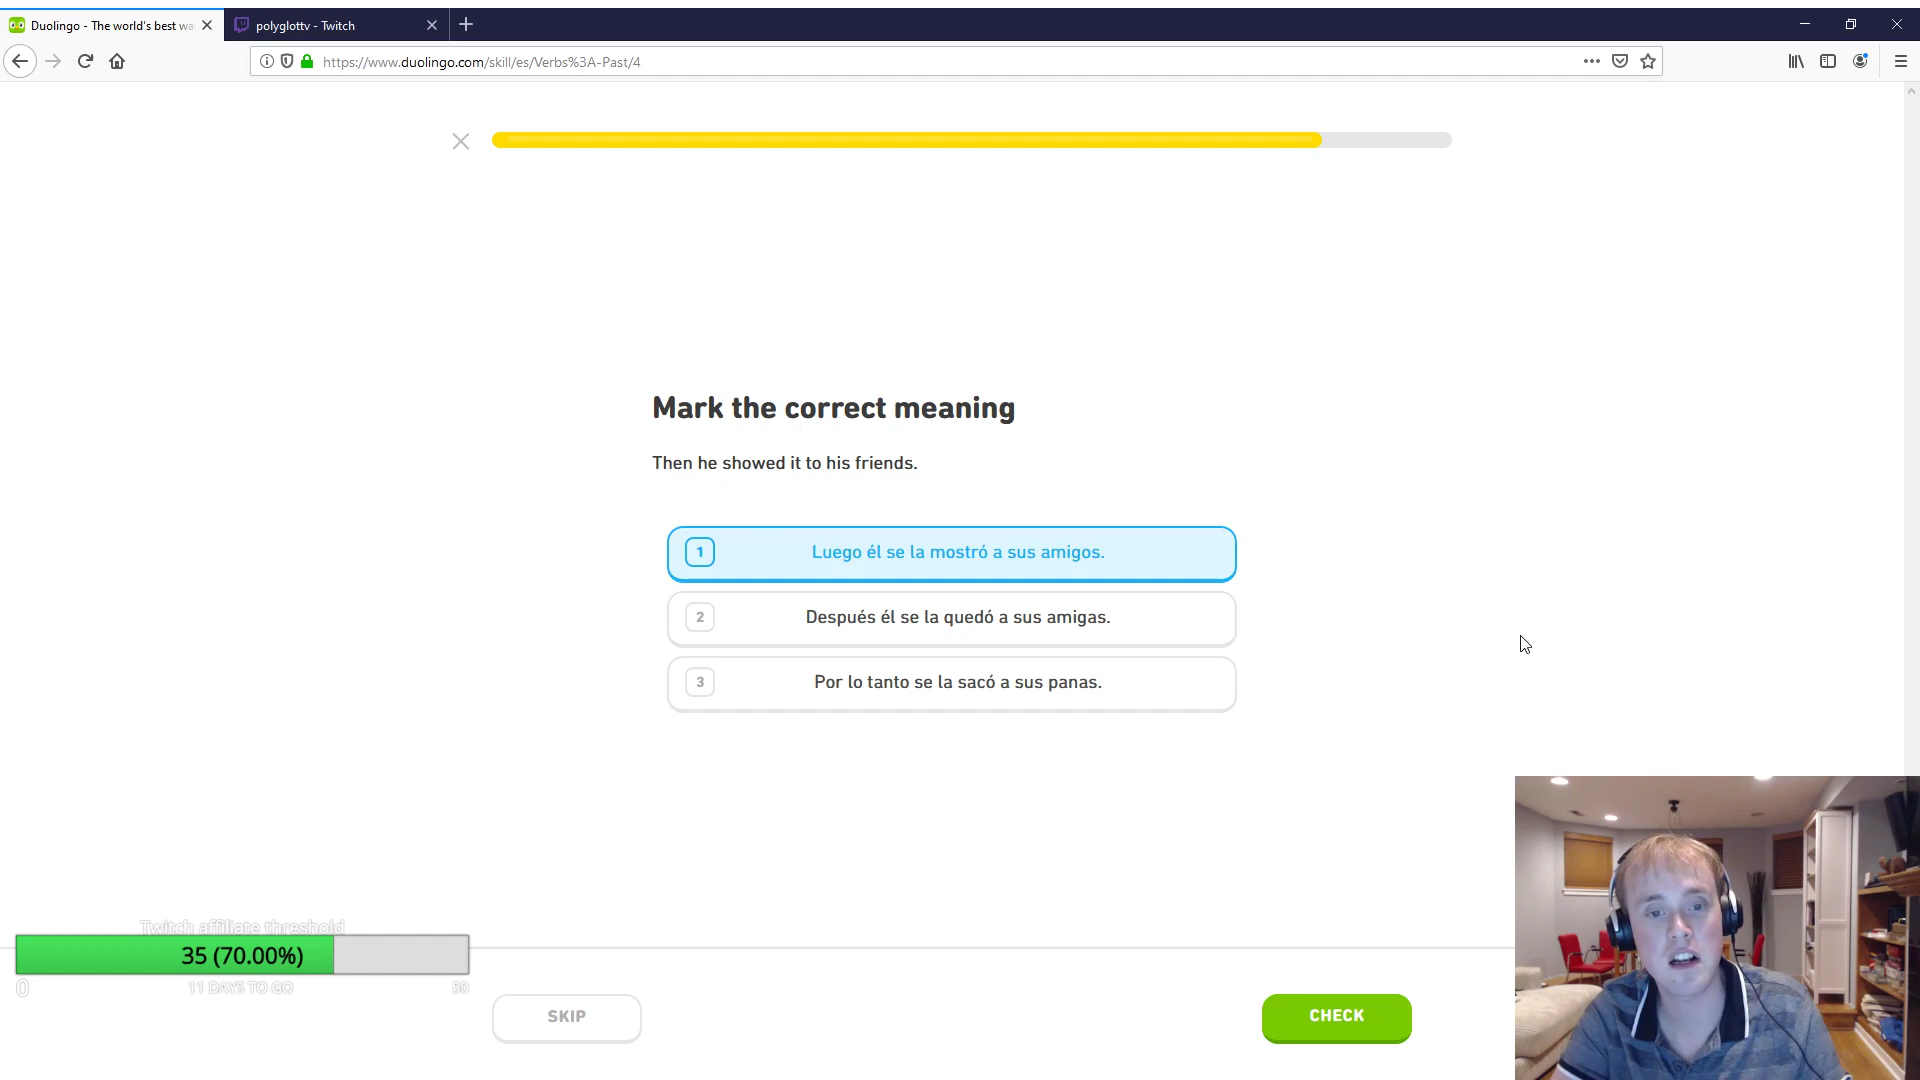 Duolingo - The world's best wa
polyglottv - Twitch
https://www.duolingo.com/skill/es/Verbs%3A-Past/4
Mark the correct meaning
Then he showed it to his friends.
1 Luego él se la mostró a sus amigos.
2 Después él se la quedó a sus amigas.
3 Por lo tanto se la sacó a sus panas.
Twitch affiliate threshold
35 (70.00%)
0 11 DAYS TO GO 50
SKIP
CHECK